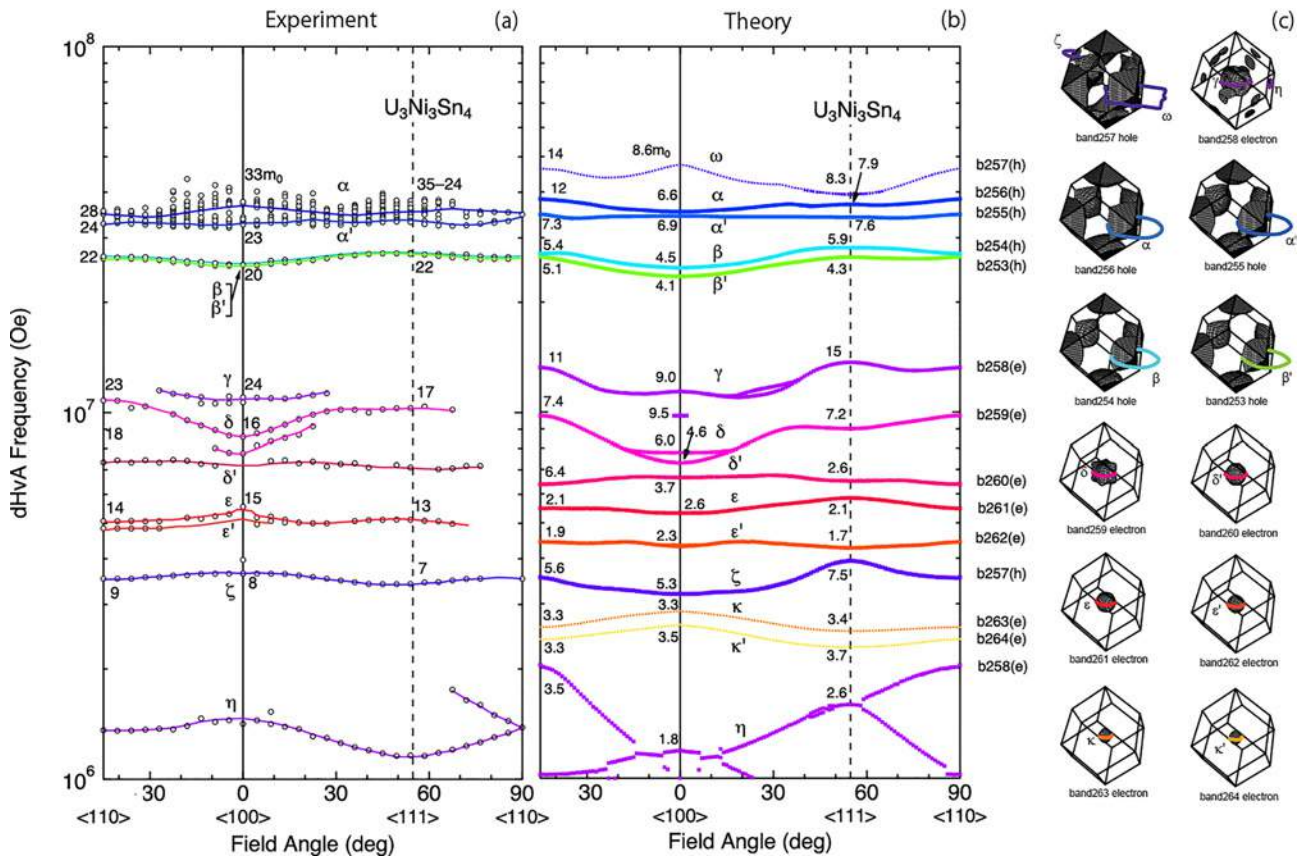 Experiment (a)
10⁸
U₃Ni₃Sn₄
33m₀
α
35–24
28
24
23
α'
22
20
22
β
β'
dHvA Frequency (Oe)
23
γ
24
17
10⁷
δ
16
18
δ'
ε
15
14
13
ε'
7
9
ζ
8
η
10⁶
30 0 30 60 90
<110> <100> <111> <110>
Field Angle (deg)
Theory (b)
U₃Ni₃Sn₄
14
8.6m₀
ω
7.9
b257(h)
8.3
12
6.6
α
b256(h)
b255(h)
7.3
6.9
α'
7.6
5.4
5.9
b254(h)
4.5
β
5.1
4.3
b253(h)
4.1
β'
11
15
9.0
γ
b258(e)
7.4
9.5
7.2
b259(e)
4.6
δ
6.0
6.4
2.6
b260(e)
3.7
δ'
2.1
2.6
ε
2.1
b261(e)
1.9
2.3
ε'
1.7
b262(e)
5.6
5.3
ζ
7.5
b257(h)
3.3
3.3
κ
3.4
b263(e)
3.5
b264(e)
3.3
κ'
3.7
b258(e)
3.5
2.6
η
1.8
30 0 30 60 90
<110> <100> <111> <110>
Field Angle (deg)
(c)
ζ
ω
band257 hole
γ
η
band258 electron
α
band256 hole
α'
band255 hole
β
band254 hole
β'
band253 hole
δ
band259 electron
δ'
band260 electron
ε
band261 electron
ε'
band262 electron
κ
band263 electron
κ'
band264 electron